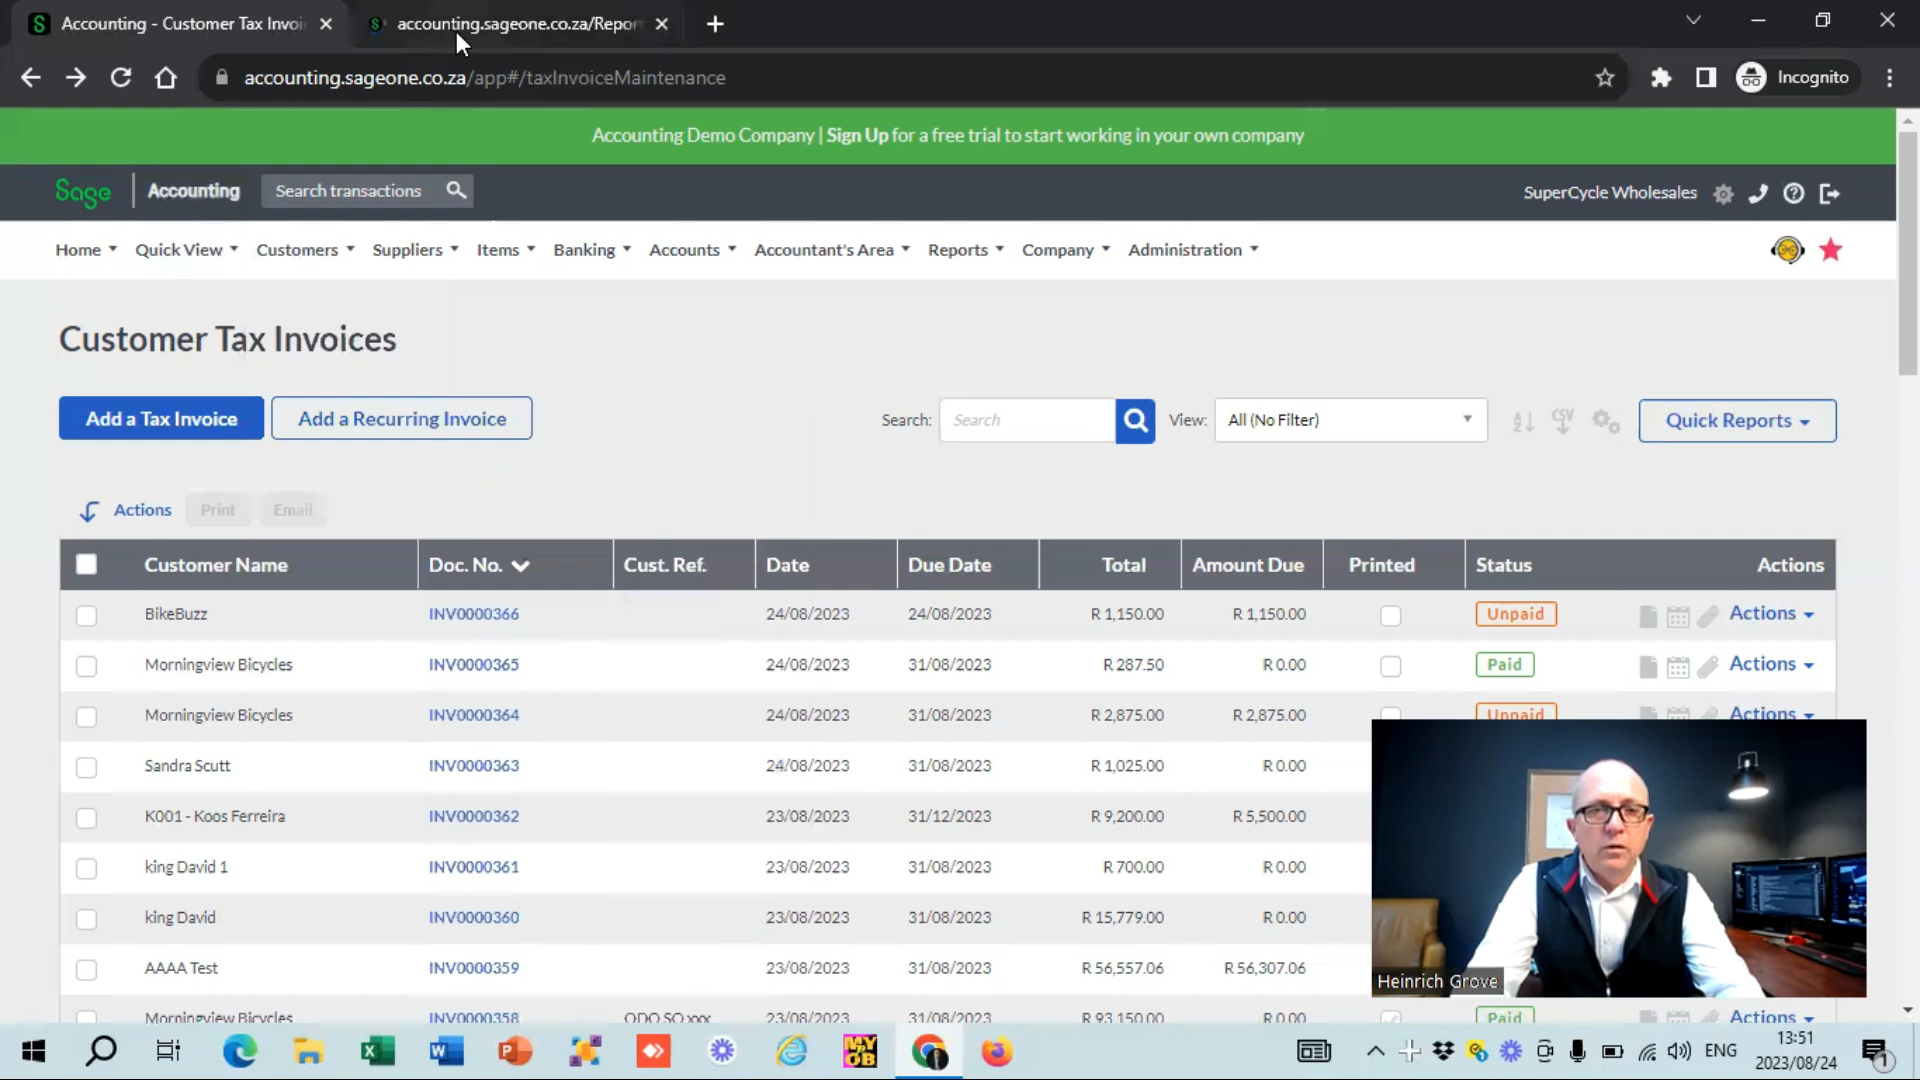 Accounting - Customer Tax Invoi
accounting.sageone.co.za/Repor
accounting.sageone.co.za/app#/taxInvoiceMaintenance
Incognito
Accounting Demo Company | Sign Up for a free trial to start working in your own company
Sage Accounting Search transactions
SuperCycle Wholesales
Home Quick View Customers Suppliers Items Banking Accounts Accountant's Area Reports Company Administration
Customer Tax Invoices
Add a Tax Invoice Add a Recurring Invoice Search: Search View: All (No Filter) Quick Reports
Actions Print Email
Customer Name Doc. No. Cust. Ref. Date Due Date Total Amount Due Printed Status Actions
BikeBuzz INV0000366 24/08/2023 24/08/2023 R 1,150.00 R 1,150.00 Unpaid Actions
Morningview Bicycles INV0000365 24/08/2023 31/08/2023 R 287.50 R 0.00 Paid Actions
Morningview Bicycles INV0000364 24/08/2023 31/08/2023 R 2,875.00 R 2,875.00 Unpaid Actions
Sandra Scutt INV0000363 24/08/2023 31/08/2023 R 1,025.00 R 0.00
K001 - Koos Ferreira INV0000362 23/08/2023 31/12/2023 R 9,200.00 R 5,500.00
king David 1 INV0000361 23/08/2023 31/08/2023 R 700.00 R 0.00
king David INV0000360 23/08/2023 31/08/2023 R 15,779.00 R 0.00
AAAA Test INV0000359 23/08/2023 31/08/2023 R 56,557.06 R 56,307.06
Morningview Bicycles INV0000358 ODO SO xxx 23/08/2023 31/08/2023 R 93,150.00 R 0.00 Paid Actions
Heinrich Grove
ENG
13:51
2023/08/24
1